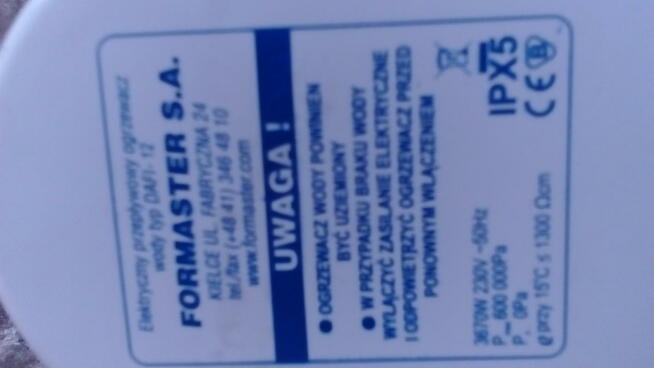 Elektryczny przepływowy ogrzewacz
wody typ DAFI- 12
FORMASTER S.A.
KIELCE UL. FABRYCZNA 24
tel./fax (+48 41) 346 48 10
www.formaster.com
UWAGA !
● OGRZEWACZ WODY POWINIEN
BYĆ UZIEMIONY
● W PRZYPADKU BRAKU WODY
WYŁĄCZYĆ ZASILANIE ELEKTRYCZNE
I ODPOWIETRZYĆ OGRZEWACZ PRZED
PONOWNYM WŁĄCZENIEM
3670W 230V ~50Hz
600 000Pa
0Pa
ϱ przy 15°C ≤ 1300 Ωcm
IPX5
CE B